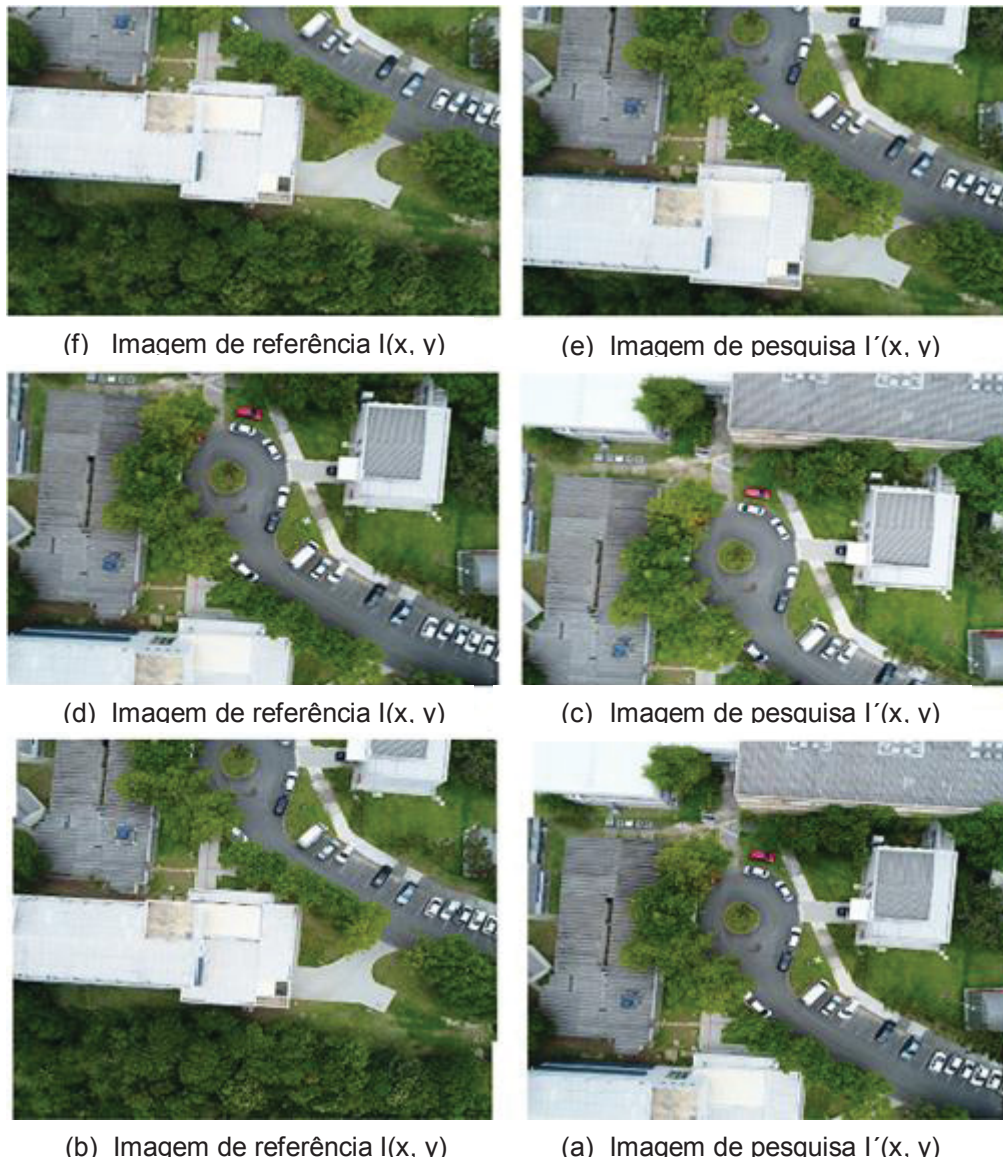 (f) Imagem de referência I(x, y)
(e) Imagem de pesquisa I´(x, y)
(d) Imagem de referência I(x, y)
(c) Imagem de pesquisa I´(x, y)
(b) Imagem de referência I(x, y)
(a) Imagem de pesquisa I´(x, y)